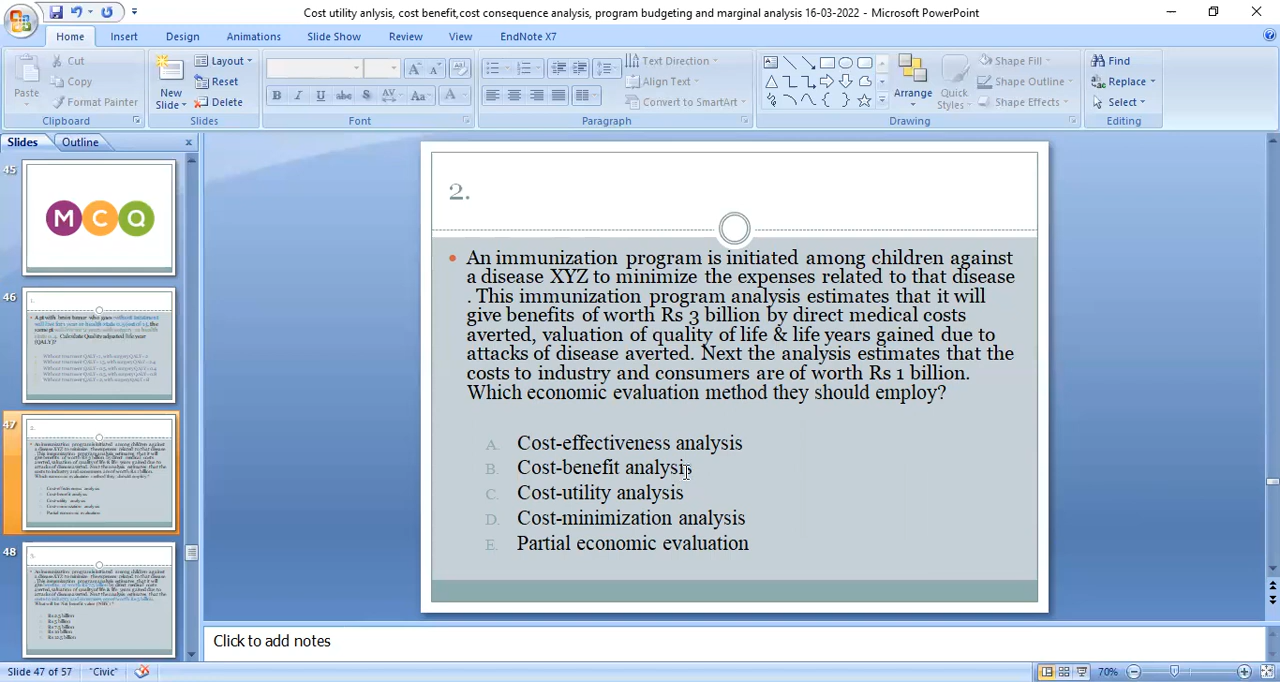 Cost utility anlysis, cost benefit,cost consequence analysis, program budgeting and marginal analysis 16-03-2022 - Microsoft PowerPoint
Home Insert Design Animations Slide Show Review View EndNote X7
Paste
Cut
Copy
Format Painter
Clipboard
New Slide
Layout
Reset
Delete
Slides
B I U abc S AV Aa A
Font
Text Direction
Align Text
Convert to SmartArt
Paragraph
Arrange
Quick Styles
Shape Fill
Shape Outline
Shape Effects
Drawing
Find
Replace
Select
Editing
Slides Outline
45
MCQ
46
47
48
2.
An immunization program is initiated among children against
a disease XYZ to minimize the expenses related to that disease
. This immunization program analysis estimates that it will
give benefits of worth Rs 3 billion by direct medical costs
averted, valuation of quality of life & life years gained due to
attacks of disease averted. Next the analysis estimates that the
costs to industry and consumers are of worth Rs 1 billion.
Which economic evaluation method they should employ?
A. Cost-effectiveness analysis
B. Cost-benefit analysis
C. Cost-utility analysis
D. Cost-minimization analysis
E. Partial economic evaluation
Click to add notes
Slide 47 of 57 "Civic" 70%